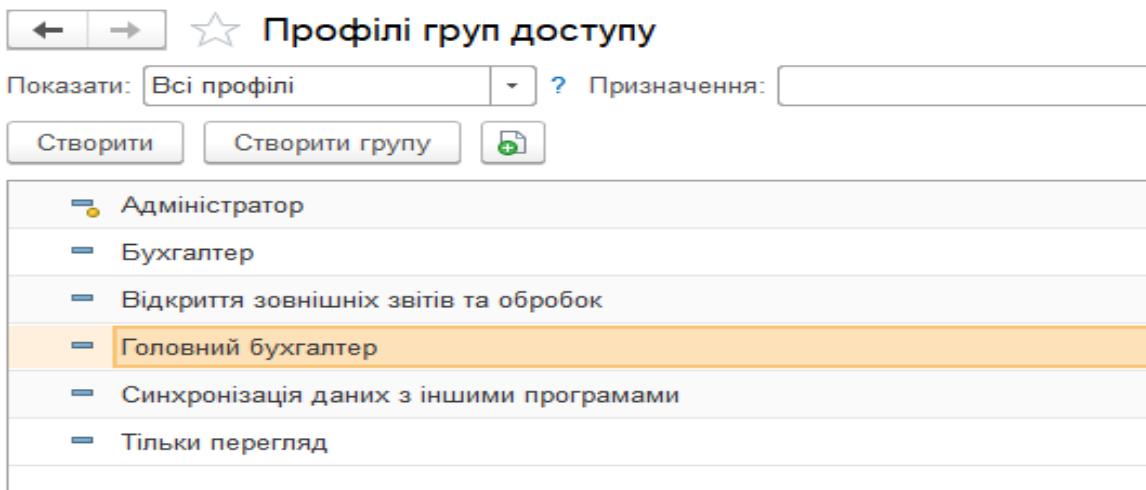 Профілі груп доступу
Показати: Всі профілі ? Призначення:
Створити Створити групу
Адміністратор
Бухгалтер
Відкриття зовнішніх звітів та обробок
Головний бухгалтер
Синхронізація даних з іншими програмами
Тільки перегляд